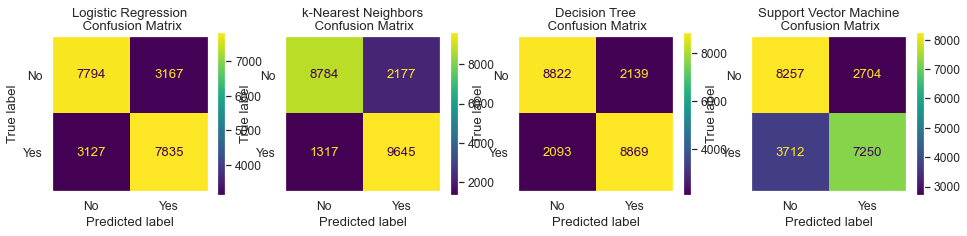 Logistic Regression
Confusion Matrix
No
Yes
True label
7794
3167
3127
7835
No
Yes
Predicted label
7000
6000
5000
4000
k-Nearest Neighbors
Confusion Matrix
No
Yes
True label
8784
2177
1317
9645
No
Yes
Predicted label
8000
6000
4000
2000
Decision Tree
Confusion Matrix
No
Yes
True label
8822
2139
2093
8869
No
Yes
Predicted label
8000
6000
4000
Support Vector Machine
Confusion Matrix
No
Yes
True label
8257
2704
3712
7250
No
Yes
Predicted label
8000
7000
6000
5000
4000
3000